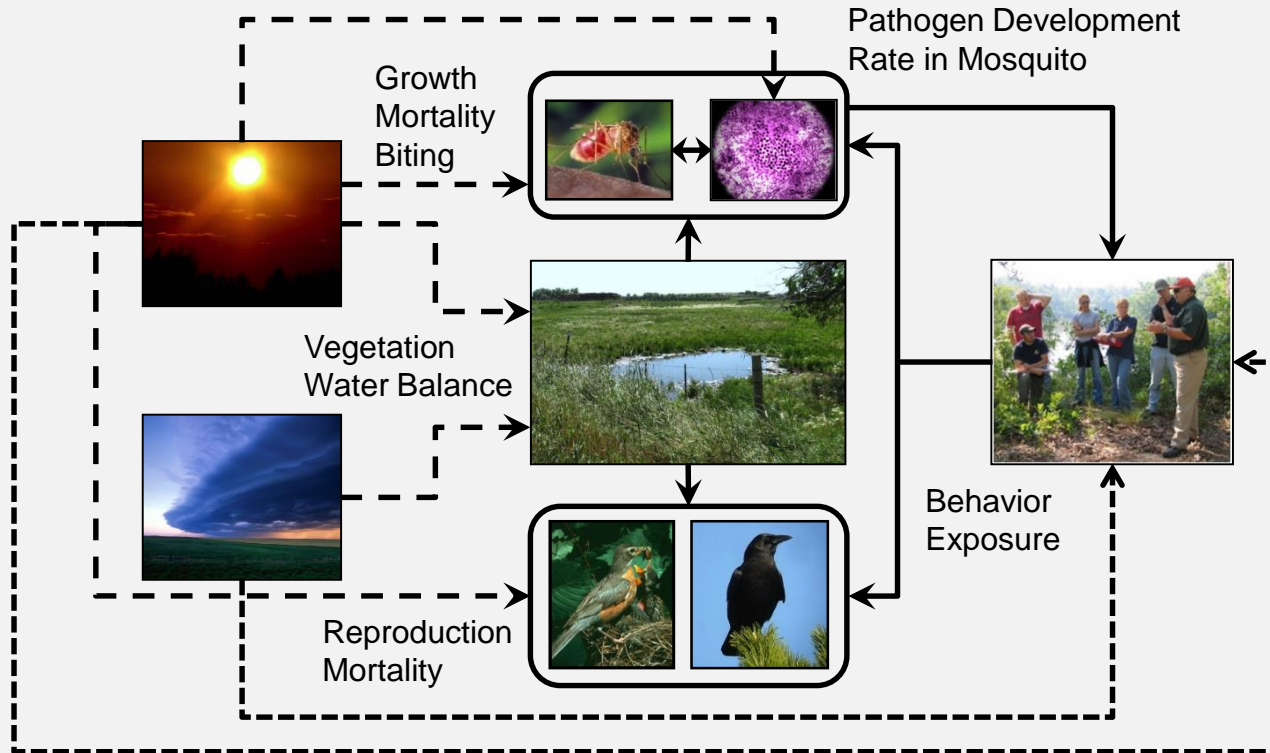 Pathogen Development
Rate in Mosquito
Growth
Mortality
Biting
Vegetation
Water Balance
Behavior
Exposure
Reproduction
Mortality